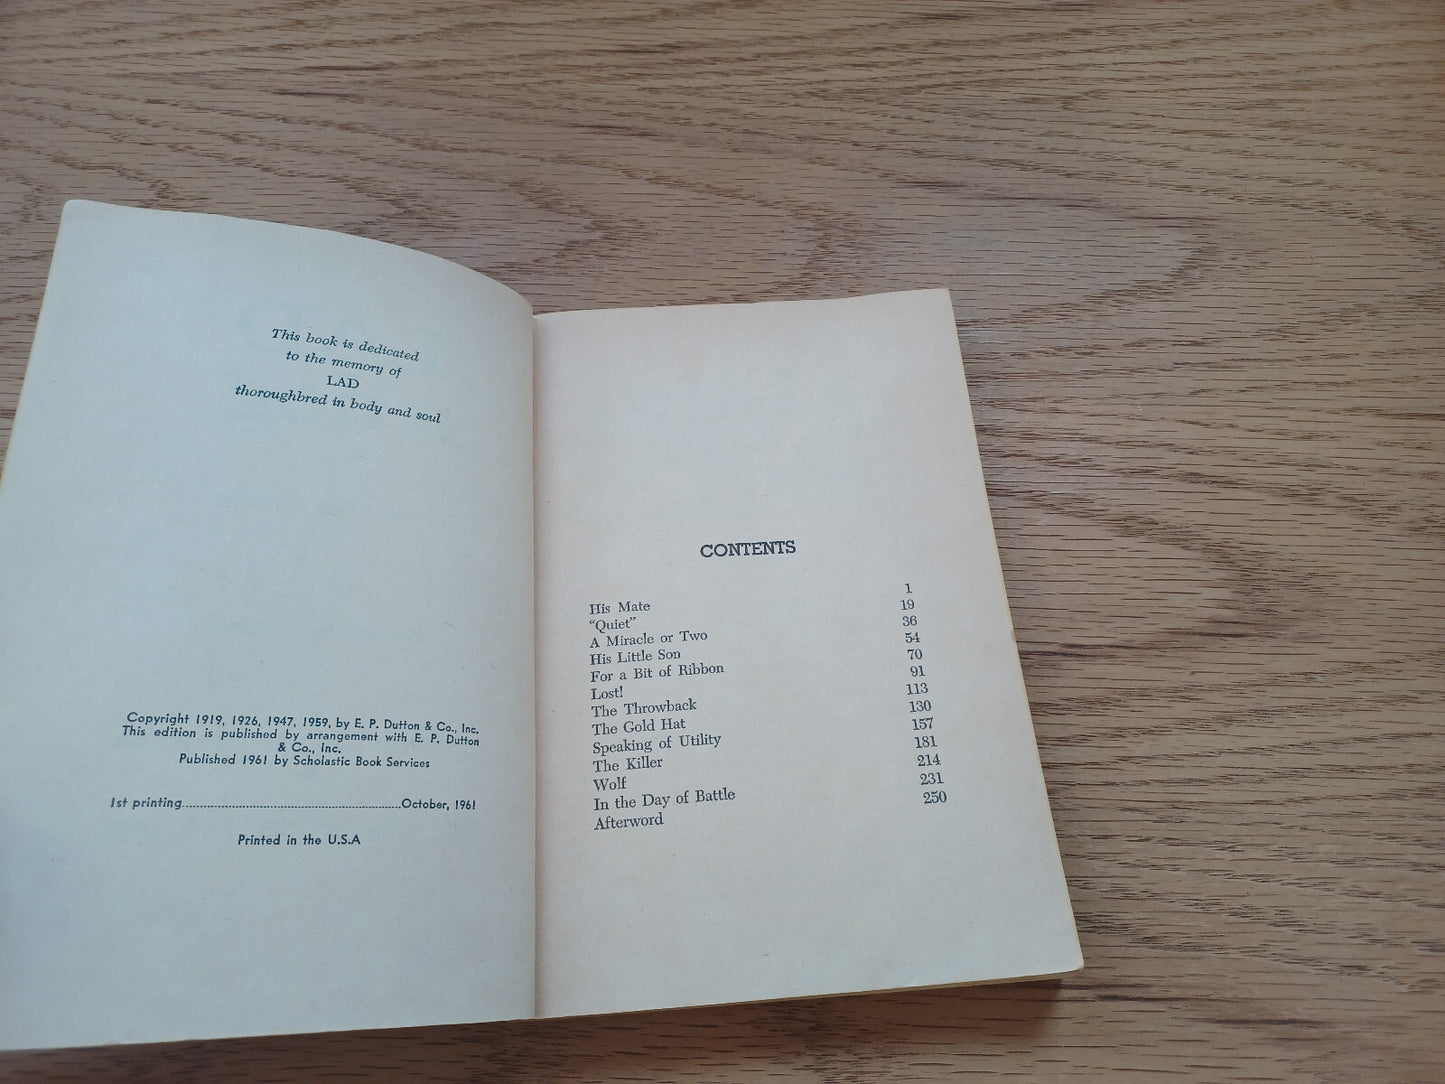 This book is dedicated
to the memory of
LAD
thoroughbred in body and soul
Copyright 1919, 1926, 1947, 1959, by E. P. Dutton & Co., Inc.
This edition is published by arrangement with E. P. Dutton
& Co., Inc.
Published 1961 by Scholastic Book Services
1st printing..........................................................................October, 1961
Printed in the U.S.A
CONTENTS
His Mate 1
"Quiet" 19
A Miracle or Two 36
His Little Son 54
For a Bit of Ribbon 70
Lost! 91
The Throwback 113
The Gold Hat 130
Speaking of Utility 157
The Killer 181
Wolf 214
In the Day of Battle 231
Afterword 250